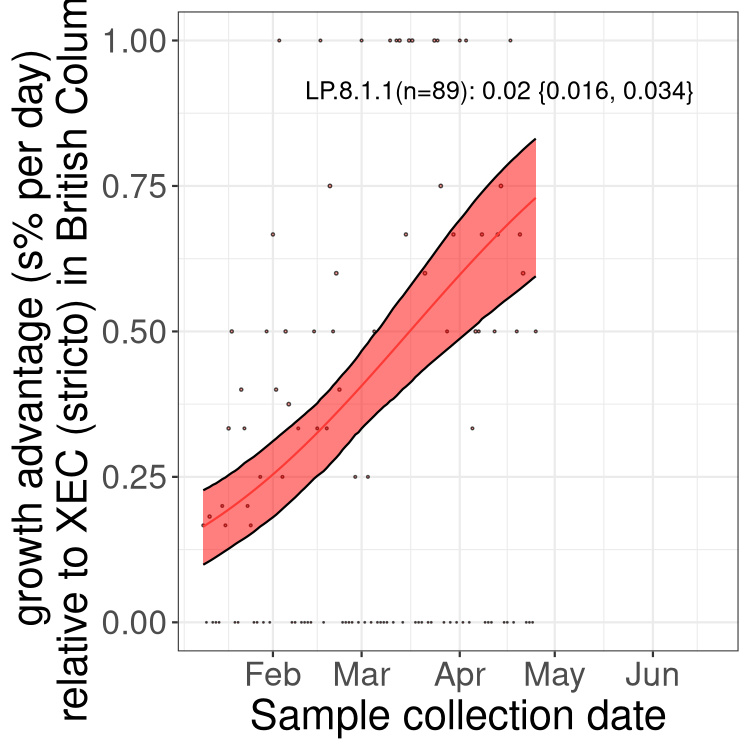 growth advantage (s% per day)
relative to XEC (stricto) in British Colum
1.00
0.75
0.50
0.25
0.00
LP.8.1.1(n=89): 0.02 {0.016, 0.034}
Feb Mar Apr May Jun
Sample collection date